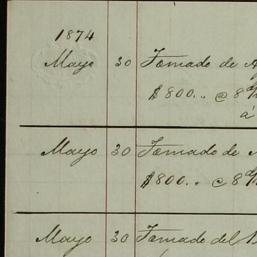 1874
Mayo 30 Tomado de
$800.. @ 8
á
Mayo 30 Tomado de
$800.. @ 8
Mayo 30 Tomado del